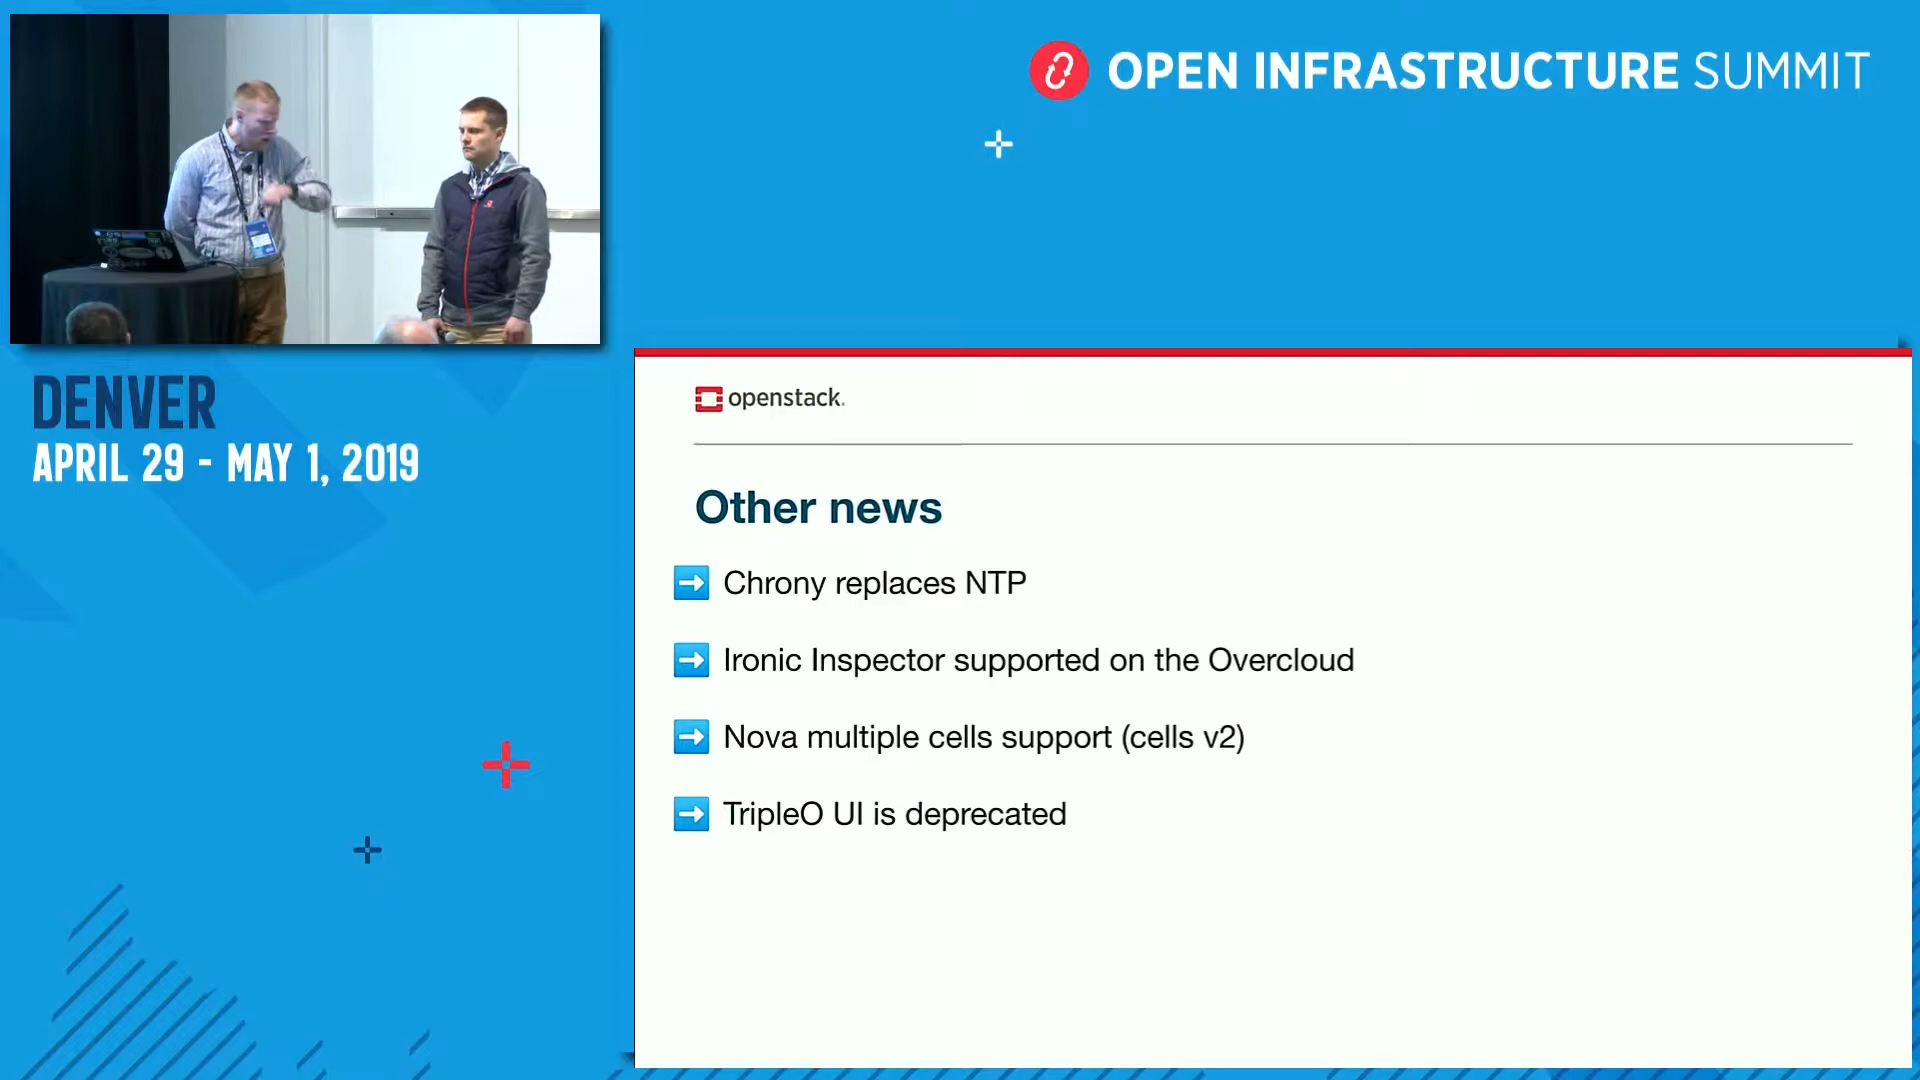 OPEN INFRASTRUCTURE SUMMIT
DENVER
APRIL 29 - MAY 1, 2019
openstack.
Other news
Chrony replaces NTP
Ironic Inspector supported on the Overcloud
Nova multiple cells support (cells v2)
TripleO UI is deprecated